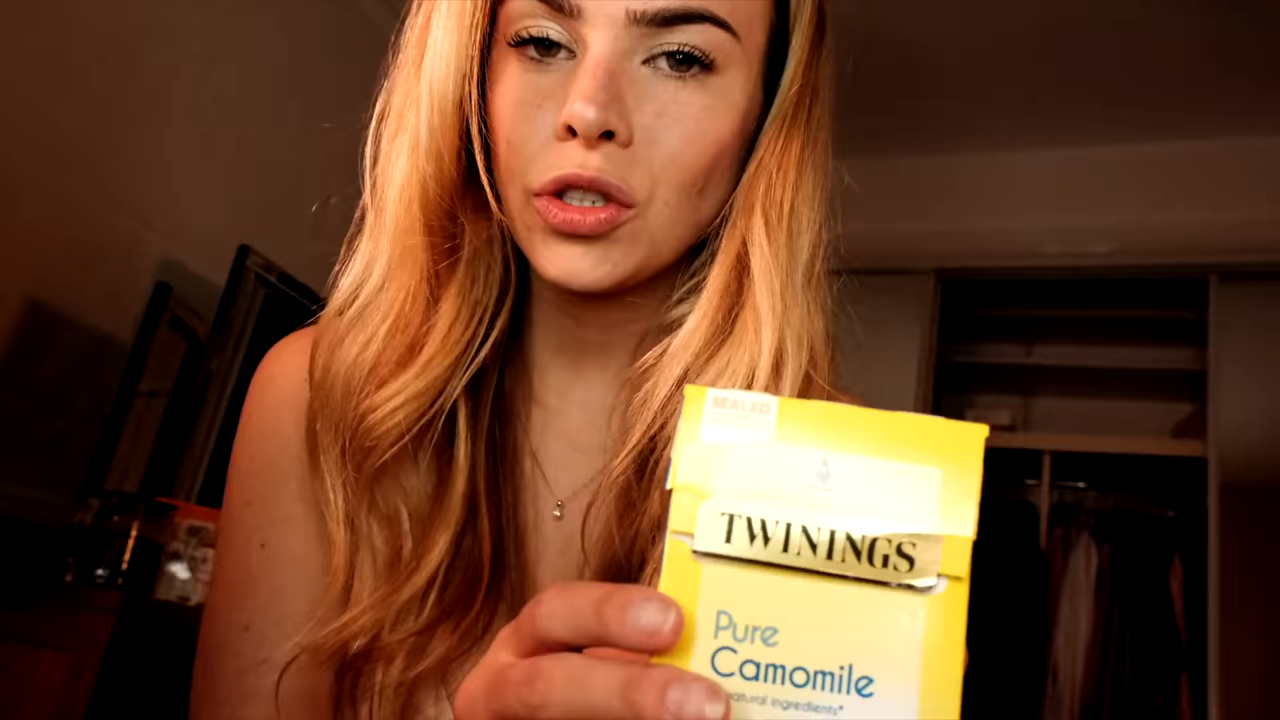 SEALED
TWININGS
Pure
Camomile
natural ingredients*